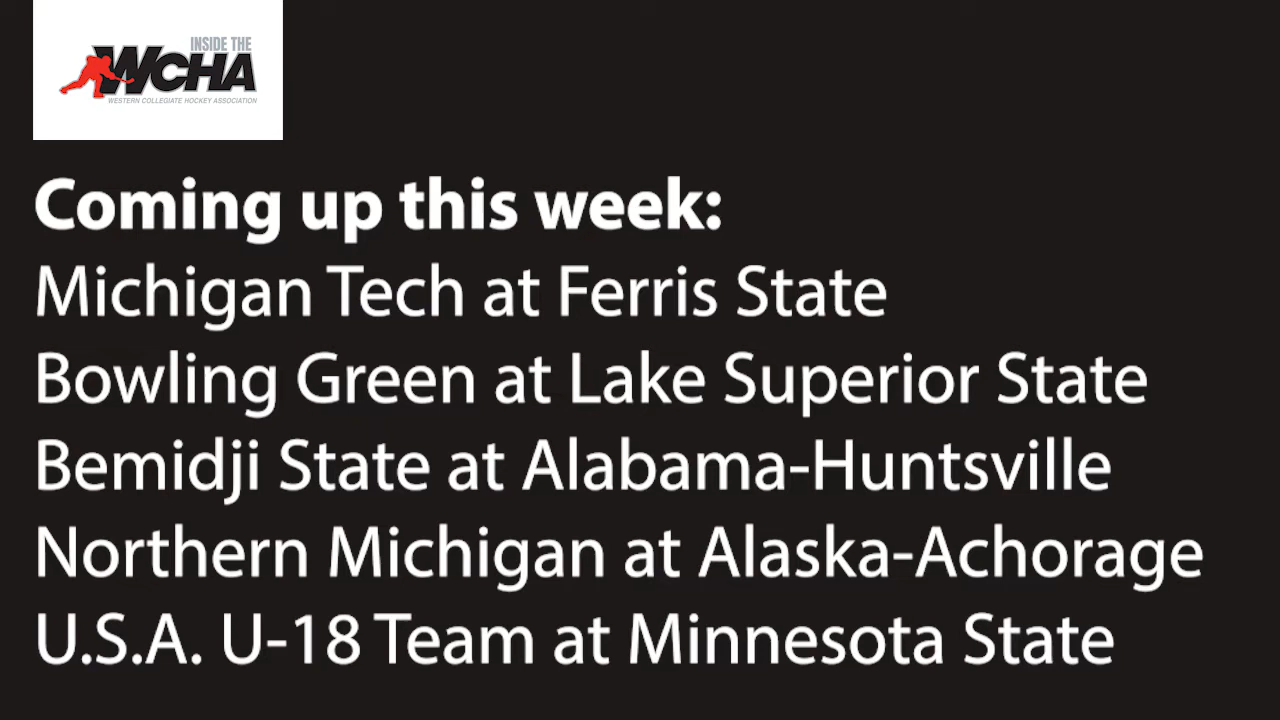 INSIDE THE
WCHA
WESTERN COLLEGIATE HOCKEY ASSOCIATION
Coming up this week:
Michigan Tech at Ferris State
Bowling Green at Lake Superior State
Bemidji State at Alabama-Huntsville
Northern Michigan at Alaska-Achorage
U.S.A. U-18 Team at Minnesota State